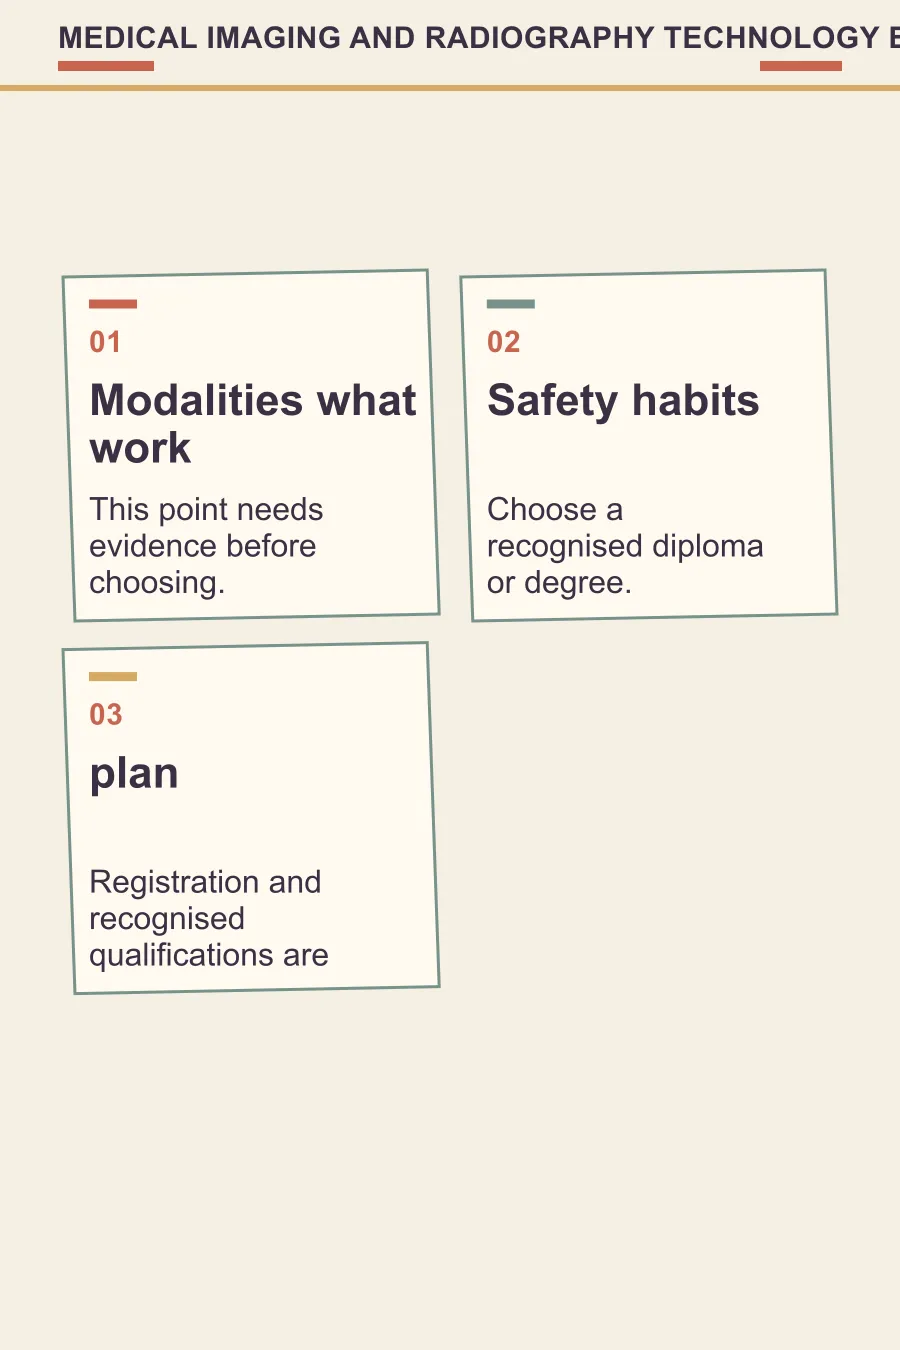 MEDICAL IMAGING AND RADIOGRAPHY TECHNOLOGY
01
Modalities what
work
This point needs
evidence before
choosing.
02
Safety habits
Choose a
recognised diploma
or degree.
03
plan
Registration and
recognised
qualifications are